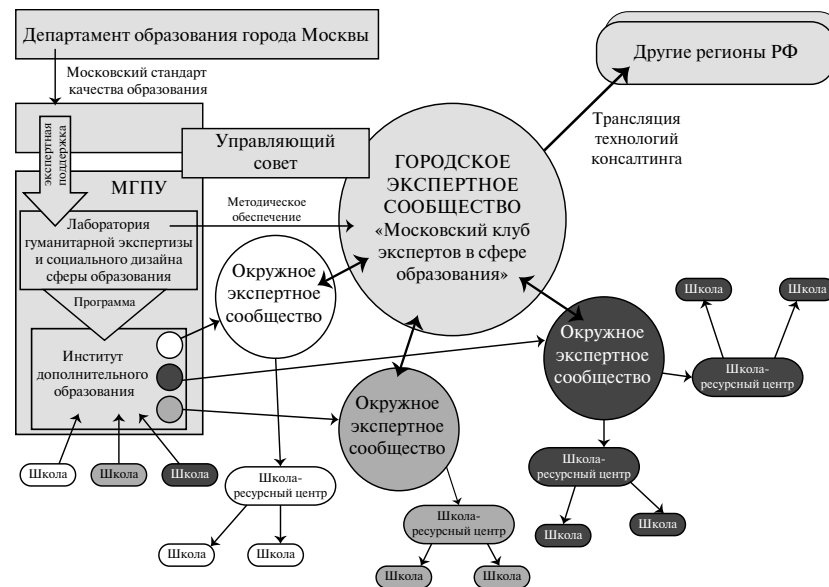 Департамент образования города Москвы
Другие регионы РФ
Московский стандарт
качества образования
Трансляция
технологий
консалтинга
экспертная
поддержка
Управляющий
совет
ГОРОДСКОЕ
ЭКСПЕРТНОЕ
СООБЩЕСТВО
«Московский клуб
экспертов в сфере
образования»
МГПУ
Методическое
обеспечение
Лаборатория
гуманитарной экспертизы
и социального дизайна
сферы образования
Программа
Институт
дополнительного
образования
Окружное
экспертное
сообщество
Окружное
экспертное
сообщество
Окружное
экспертное
сообщество
Школа
Школа
Школа-
ресурсный центр
Школа
Школа
Школа
Школа-
ресурсный центр
Школа
Школа
Школа-
ресурсный центр
Школа
Школа
Школа-
ресурсный центр
Школа
Школа